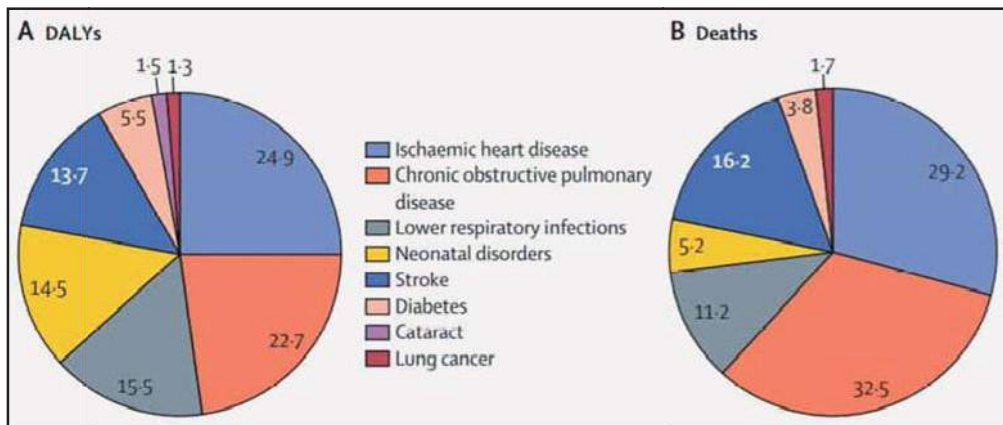 A DALYs
1·5
1·3
5·5
24·9
13·7
14·5
22·7
15·5
Ischaemic heart disease
Chronic obstructive pulmonary
disease
Lower respiratory infections
Neonatal disorders
Stroke
Diabetes
Cataract
Lung cancer
B Deaths
1·7
3·8
29·2
16·2
5·2
11·2
32·5